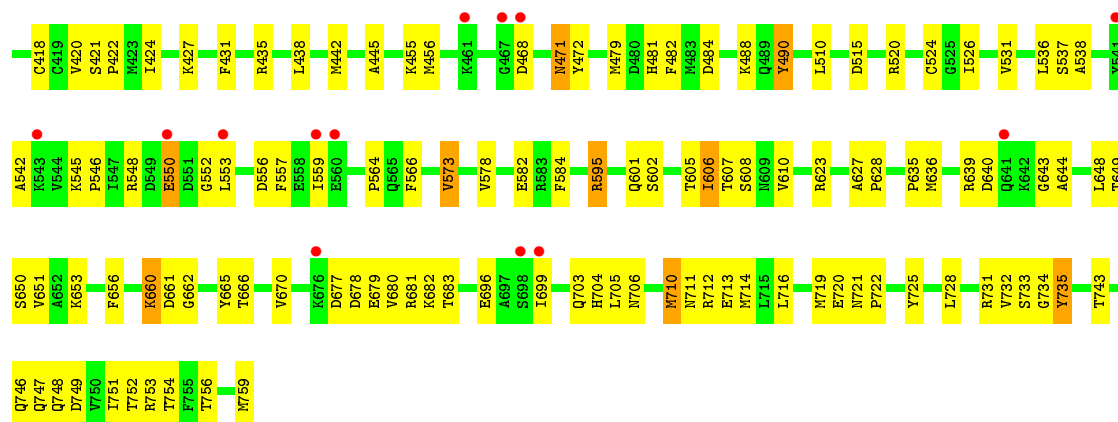 C418 C419 V420 S421 P422 M423 I424 K427 F431 R435 L438 M442 A445 K455 M456 K461 G467 D468 N471 Y472 M479 D480 H481 F482 M483 D484 K488 Q489 Y490 L510 D515 R520 C524 G525 I526 V531 L536 S537 A538 Y541
A542 K543 V544 K545 P546 I547 R548 D549 E550 D551 G552 L553 D556 F557 E558 I559 E560 P564 Q565 F566 V573 V578 E582 R583 F584 R595 Q601 S602 T605 I606 T607 S608 N609 V610 R623 A627 P628 P635 M636 R639 D640 Q641 K642 G643 A644 L648 T649
S650 V651 A652 K653 F656 K660 D661 G662 Y665 T666 V670 K676 D677 D678 E679 V680 R681 K682 T683 E696 A697 S698 I699 Q703 H704 L705 N706 M710 N711 R712 E713 M714 L715 L716 M719 E720 N721 P722 Y725 L728 R731 V732 S733 G734 Y735 T743
Q746 Q747 Q748 D749 V750 I751 T752 R753 T754 F755 T756 M759